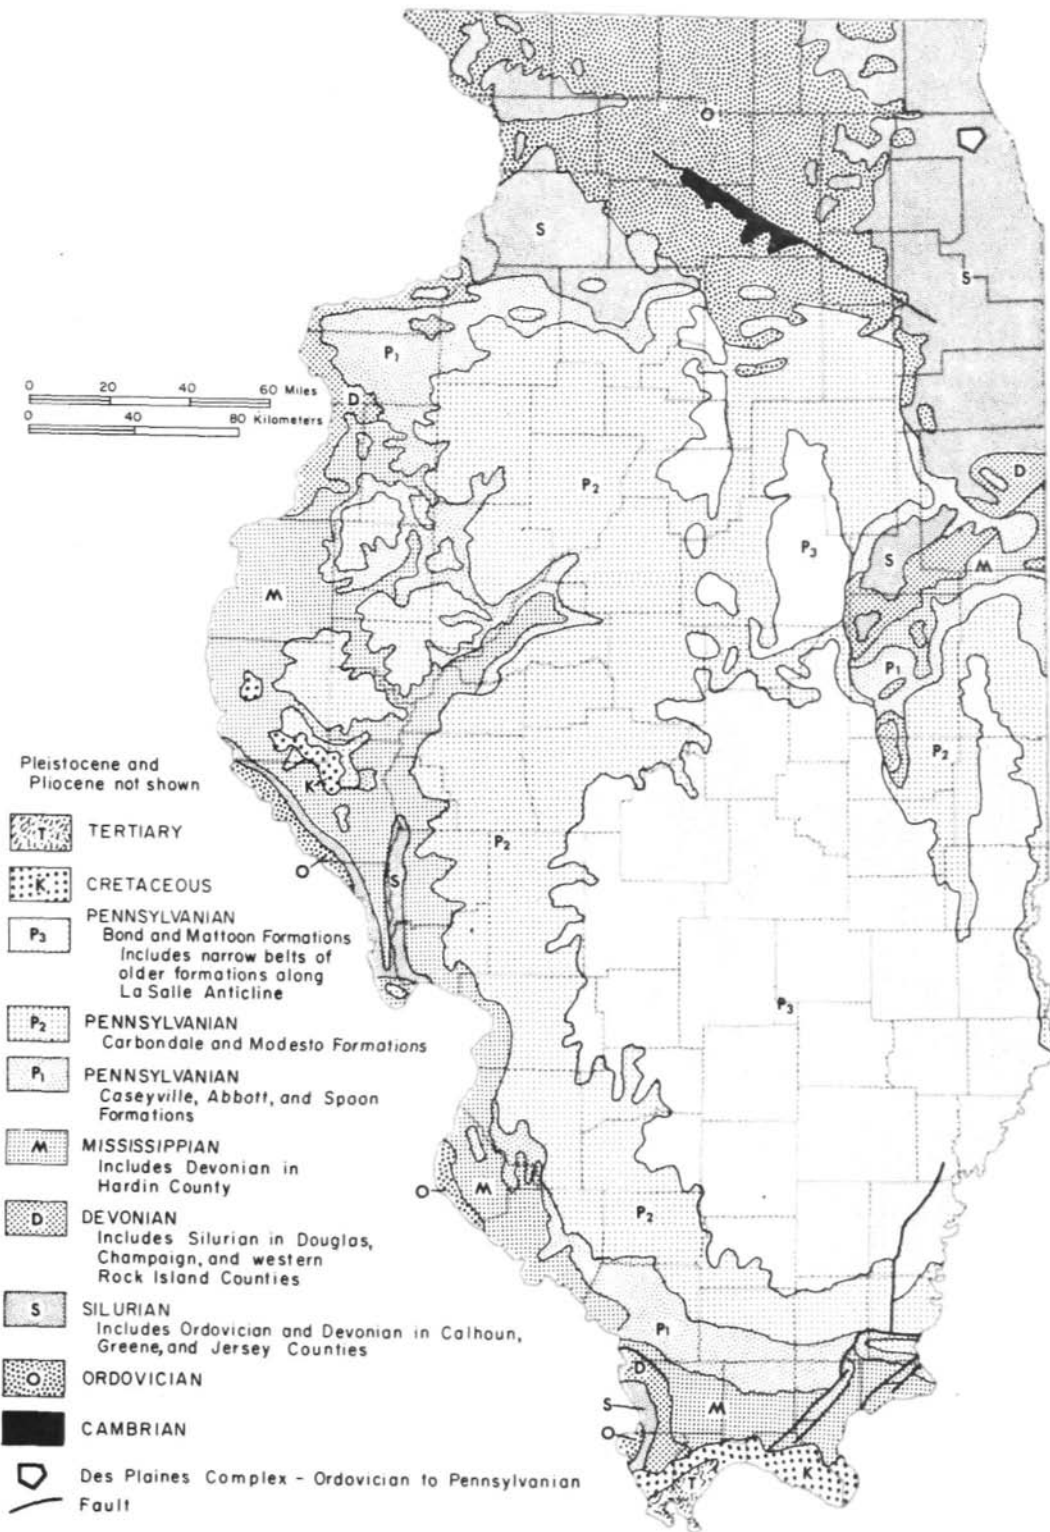 O
S
S
P₁
0 20 40 60 Miles
0 40 80 Kilometers
D
D
P₂
P₃
S
M
M
P₁
P₂
K
P₂
O
S
P₃
O
M
P₂
P₁
D
S
M
O
K
T
Pleistocene and
Pliocene not shown
T TERTIARY
K CRETACEOUS
P₃ PENNSYLVANIAN
Bond and Mattoon Formations
Includes narrow belts of
older formations along
La Salle Anticline
P₂ PENNSYLVANIAN
Carbondale and Modesto Formations
P₁ PENNSYLVANIAN
Caseyville, Abbott, and Spoon
Formations
M MISSISSIPPIAN
Includes Devonian in
Hardin County
D DEVONIAN
Includes Silurian in Douglas,
Champaign, and western
Rock Island Counties
S SILURIAN
Includes Ordovician and Devonian in Calhoun,
Greene, and Jersey Counties
O ORDOVICIAN
CAMBRIAN
Des Plaines Complex - Ordovician to Pennsylvanian
Fault